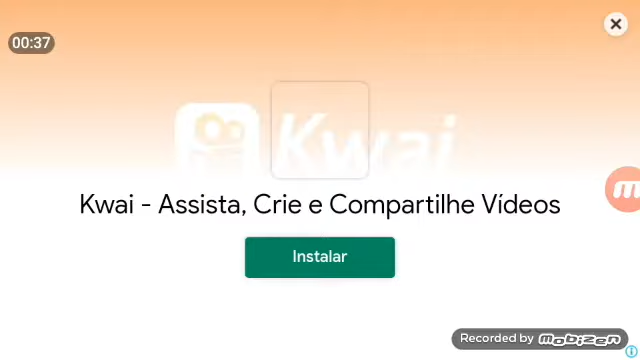 00:37
Kwai
Kwai - Assista, Crie e Compartilhe Vídeos
Instalar
Recorded by mobizen